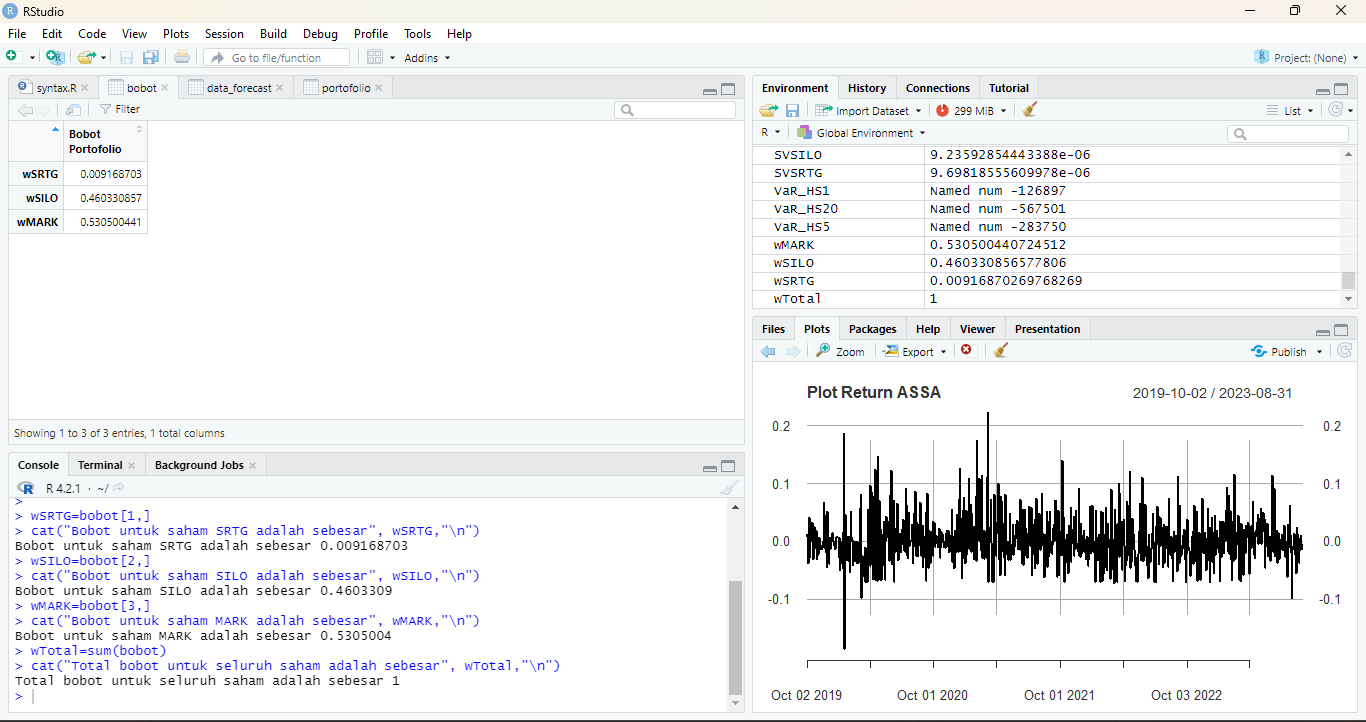 RStudio
File Edit Code View Plots Session Build Debug Profile Tools Help
Go to file/function Addins Project: (None)
syntax.R bobot data_forecast portofolio
Filter
Bobot Portofolio
wSRTG 0.009168703
wSILO 0.460330857
wMARK 0.530500441
Showing 1 to 3 of 3 entries, 1 total columns
Console Terminal Background Jobs
R 4.2.1 · ~/
>
> wSRTG=bobot[1,]
> cat("Bobot untuk saham SRTG adalah sebesar", wSRTG,"\n")
Bobot untuk saham SRTG adalah sebesar 0.009168703
> wSILO=bobot[2,]
> cat("Bobot untuk saham SILO adalah sebesar", wSILO,"\n")
Bobot untuk saham SILO adalah sebesar 0.4603309
> wMARK=bobot[3,]
> cat("Bobot untuk saham MARK adalah sebesar", wMARK,"\n")
Bobot untuk saham MARK adalah sebesar 0.5305004
> wTotal=sum(bobot)
> cat("Total bobot untuk seluruh saham adalah sebesar", wTotal,"\n")
Total bobot untuk seluruh saham adalah sebesar 1
>
Environment History Connections Tutorial
Import Dataset 299 MiB List
R Global Environment
SVSILO 9.23592854443388e-06
SVSRTG 9.69818555609978e-06
VaR_HS1 Named num -126897
VaR_HS20 Named num -567501
VaR_HS5 Named num -283750
wMARK 0.530500440724512
wSILO 0.460330856577806
wSRTG 0.00916870269768269
wTotal 1
Files Plots Packages Help Viewer Presentation
Zoom Export Publish
Plot Return ASSA 2019-10-02 / 2023-08-31
0.2 0.2
0.1 0.1
0.0 0.0
-0.1 -0.1
Oct 02 2019 Oct 01 2020 Oct 01 2021 Oct 03 2022